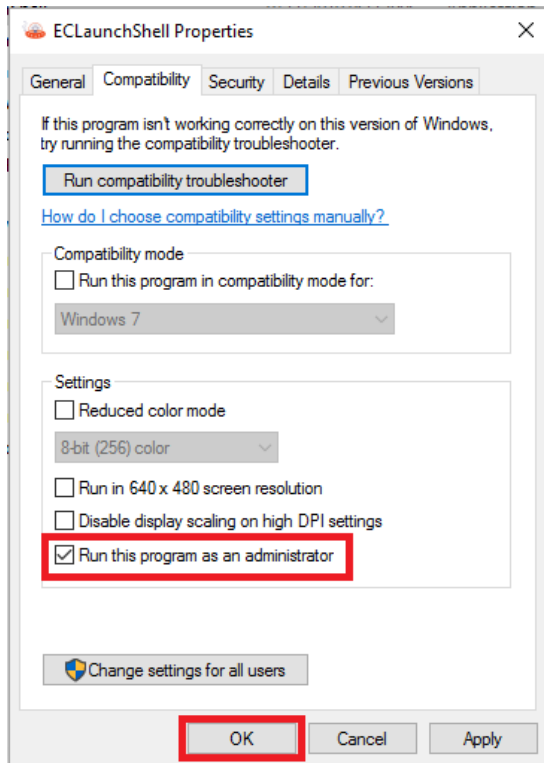 ECLaunchShell Properties
General Compatibility Security Details Previous Versions
If this program isn't working correctly on this version of Windows,
try running the compatibility troubleshooter.
Run compatibility troubleshooter
How do I choose compatibility settings manually?
Compatibility mode
Run this program in compatibility mode for:
Windows 7
Settings
Reduced color mode
8-bit (256) color
Run in 640 x 480 screen resolution
Disable display scaling on high DPI settings
Run this program as an administrator
Change settings for all users
OK Cancel Apply